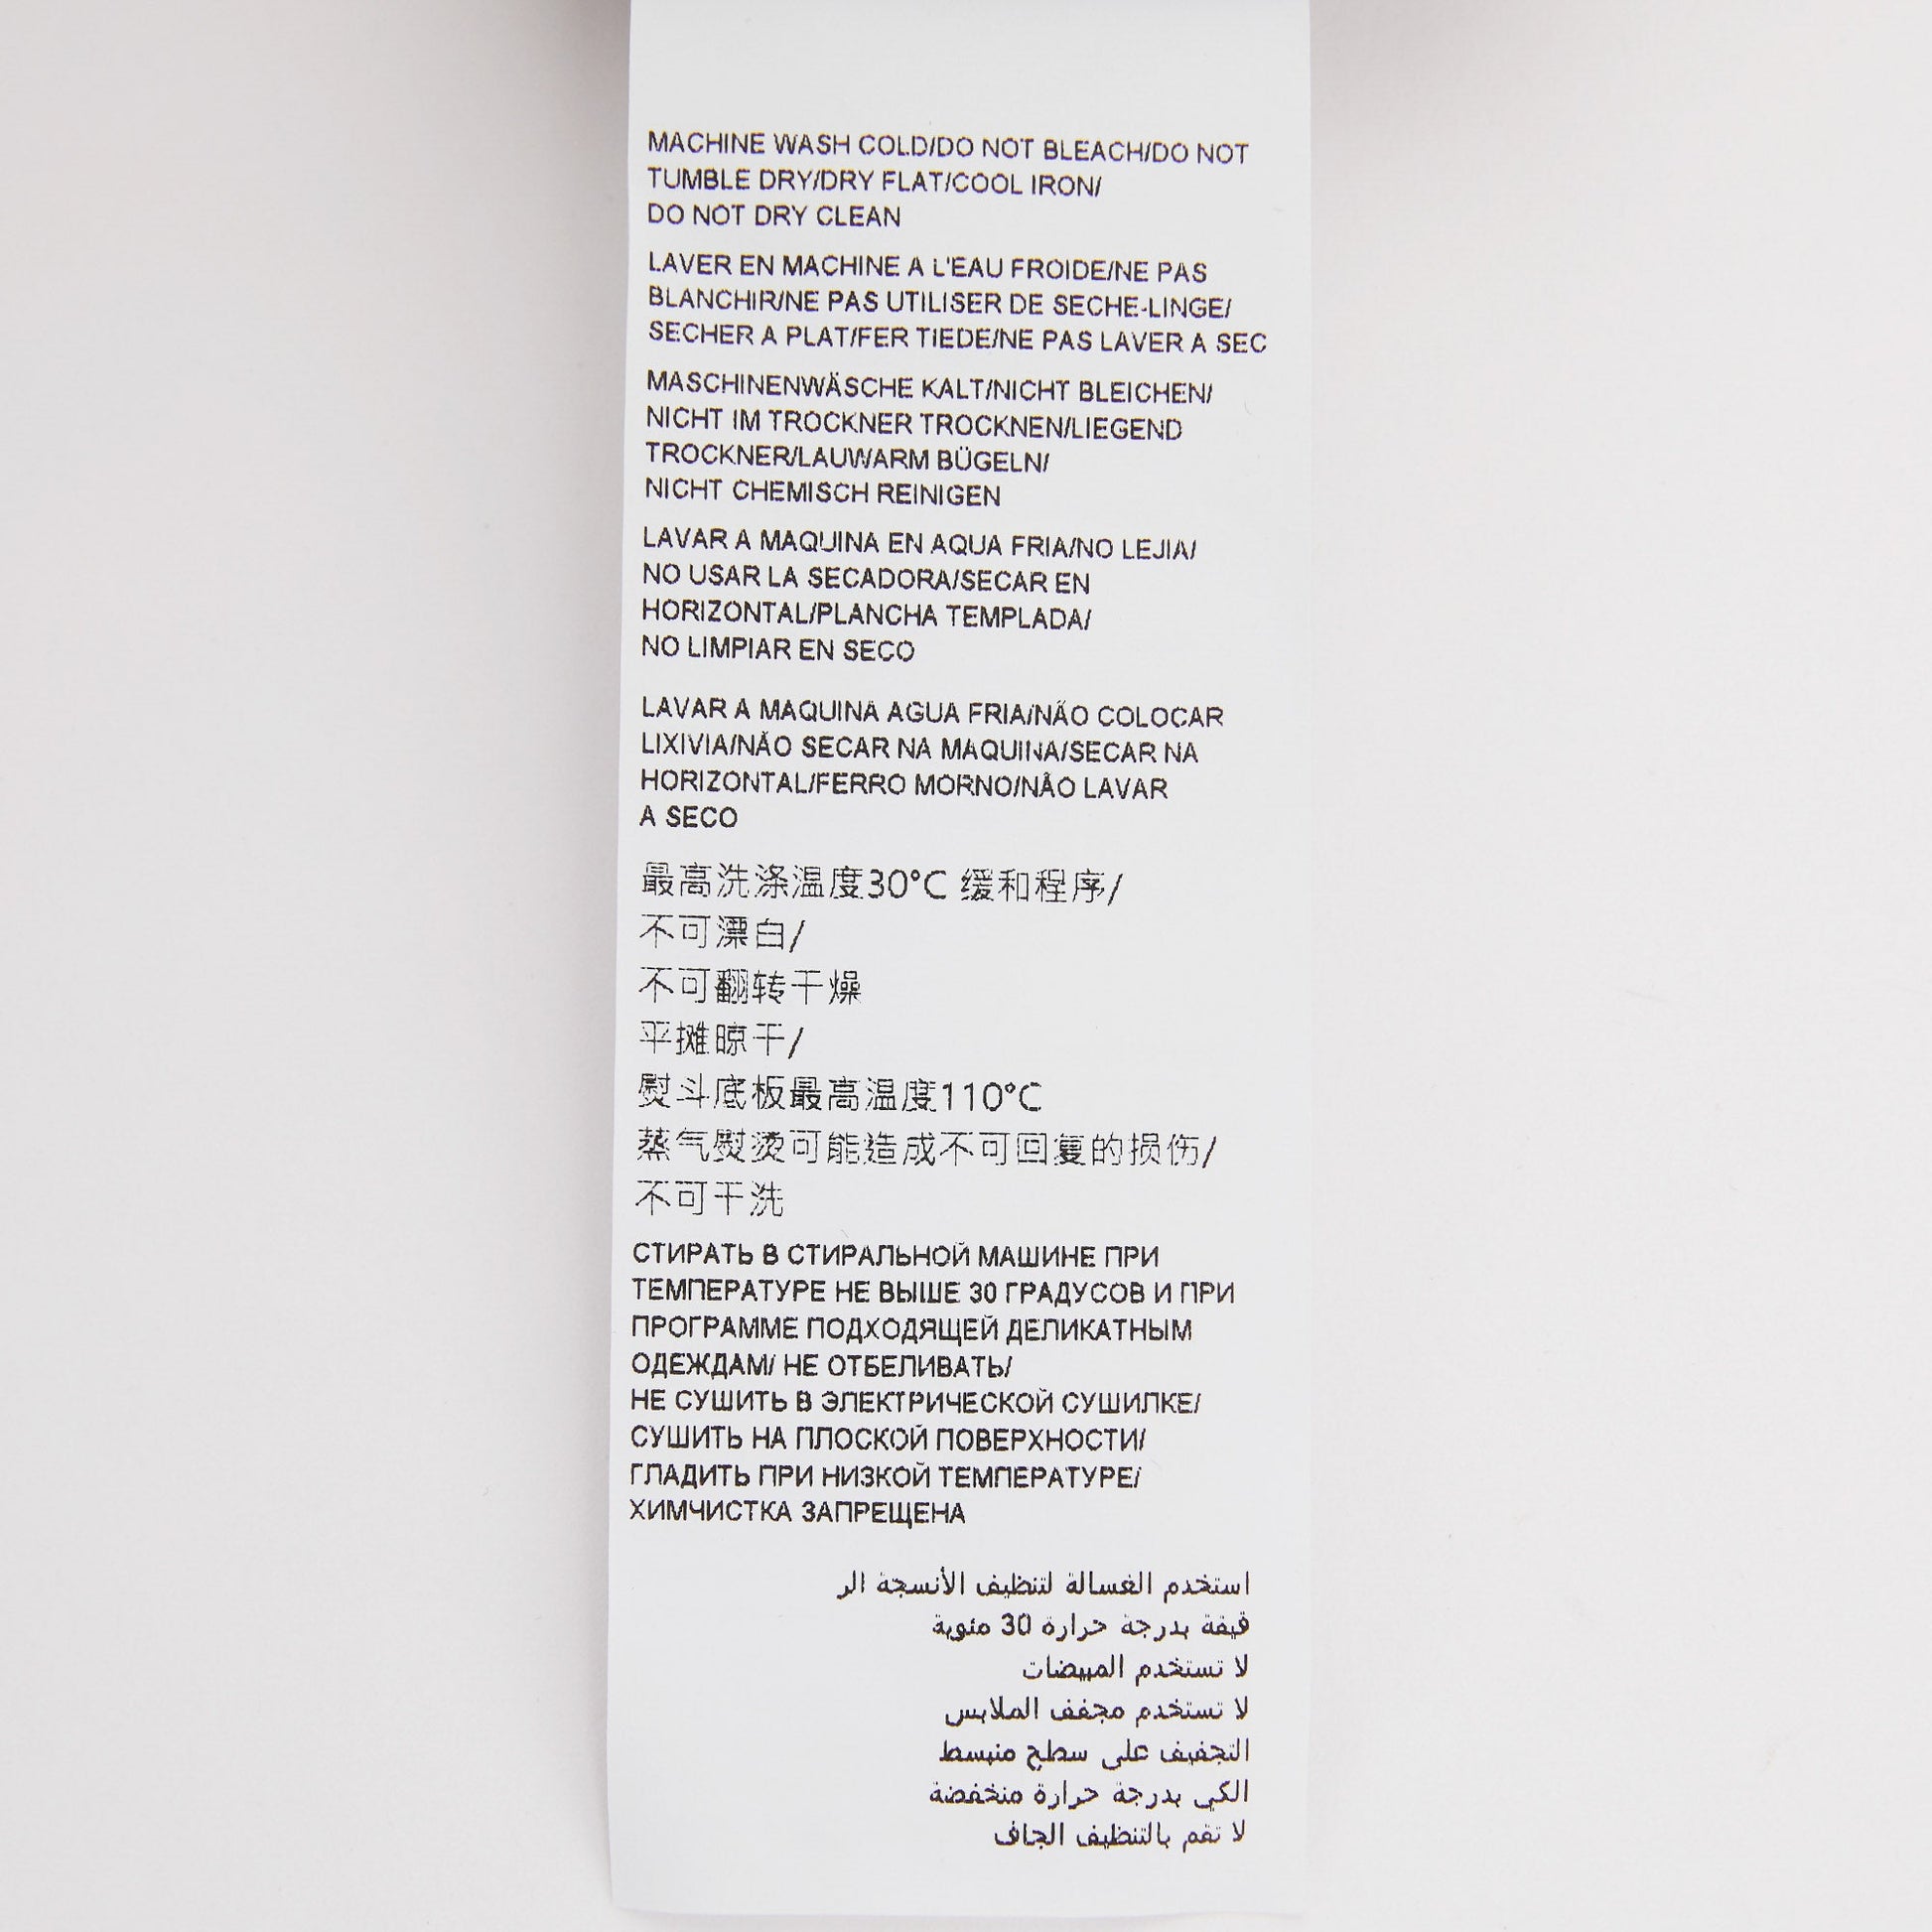 MACHINE WASH COLD/DO NOT BLEACH/DO NOT
TUMBLE DRY/DRY FLAT/COOL IRON/
DO NOT DRY CLEAN
LAVER EN MACHINE A L'EAU FROIDE/NE PAS
BLANCHIR/NE PAS UTILISER DE SECHE-LINGE/
SECHER A PLAT/FER TIEDE/NE PAS LAVER A SEC
MASCHINENWÄSCHE KALT/NICHT BLEICHEN/
NICHT IM TROCKNER TROCKNEN/LIEGEND
TROCKNER/LAUWARM BÜGELN/
NICHT CHEMISCH REINIGEN
LAVAR A MAQUINA EN AQUA FRIA/NO LEJIA/
NO USAR LA SECADORA/SECAR EN
HORIZONTAL/PLANCHA TEMPLADA/
NO LIMPIAR EN SECO
LAVAR A MAQUINA AGUA FRIA/NÃO COLOCAR
LIXIVIA/NÃO SECAR NA MAQUINA/SECAR NA
HORIZONTAL/FERRO MORNO/NÃO LAVAR
A SECO
最高洗涤温度30°C 缓和程序/
不可漂白/
不可翻转干燥
平摊晾干/
熨斗底板最高温度110°C
蒸气熨烫可能造成不可回复的损伤/
不可干洗
СТИРАТЬ В СТИРАЛЬНОЙ МАШИНЕ ПРИ
ТЕМПЕРАТУРЕ НЕ ВЫШЕ 30 ГРАДУСОВ И ПРИ
ПРОГРАММЕ ПОДХОДЯЩЕЙ ДЕЛИКАТНЫМ
ОДЕЖДАМ/ НЕ ОТБЕЛИВАТЬ/
НЕ СУШИТЬ В ЭЛЕКТРИЧЕСКОЙ СУШИЛКЕ/
СУШИТЬ НА ПЛОСКОЙ ПОВЕРХНОСТИ/
ГЛАДИТЬ ПРИ НИЗКОЙ ТЕМПЕРАТУРЕ/
ХИМЧИСТКА ЗАПРЕЩЕНА
استخدم الغسالة لتنظيف الأنسجة الر
قيقة بدرجة حرارة 30 مئوية
لا تستخدم المبيضات
لا تستخدم مجفف الملابس
التجفيف على سطح منبسط
الكي بدرجة حرارة منخفضة
لا تقم بالتنظيف الجاف